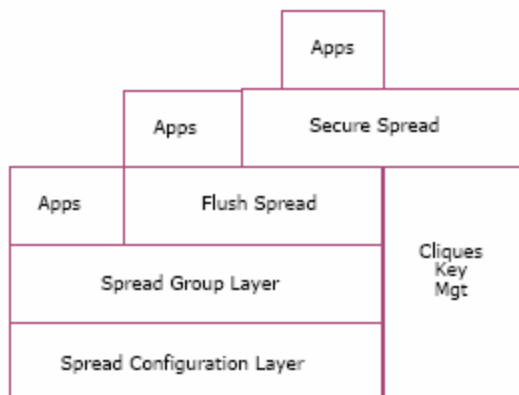 Apps
Apps
Secure Spread
Apps
Flush Spread
Cliques
Key
Mgt
Spread Group Layer
Spread Configuration Layer